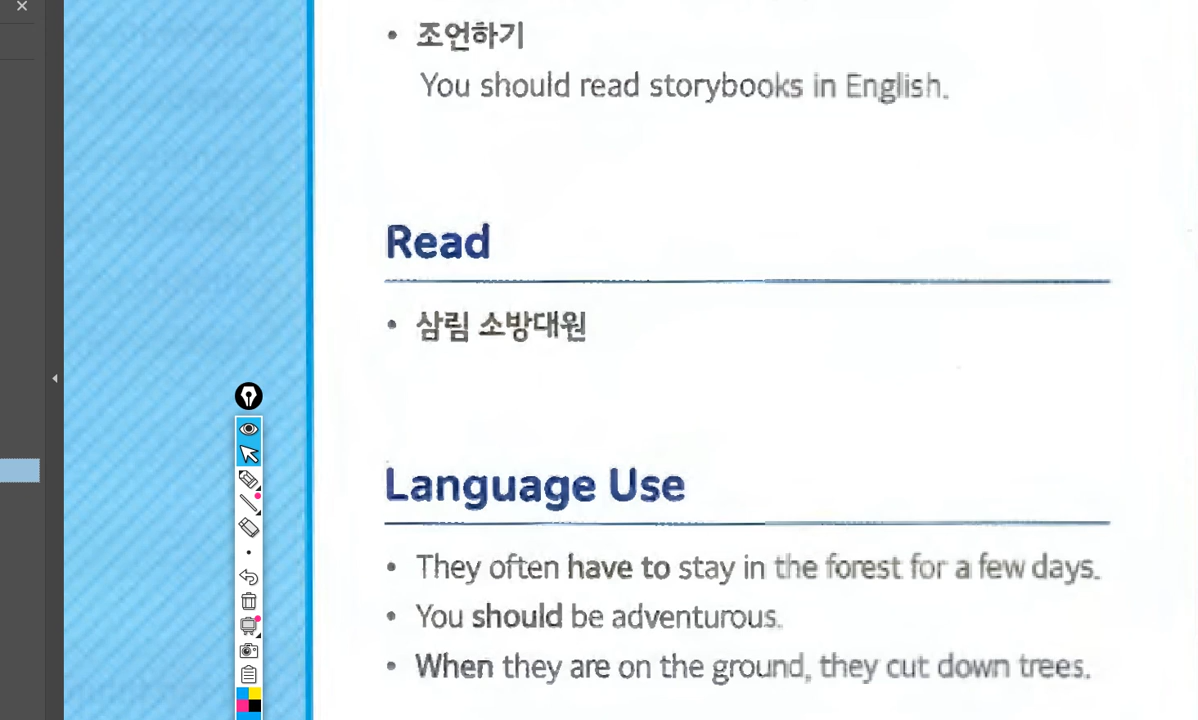 • 조언하기
You should read storybooks in English.
Read
• 삼림 소방대원
Language Use
• They often have to stay in the forest for a few days.
• You should be adventurous.
• When they are on the ground, they cut down trees.